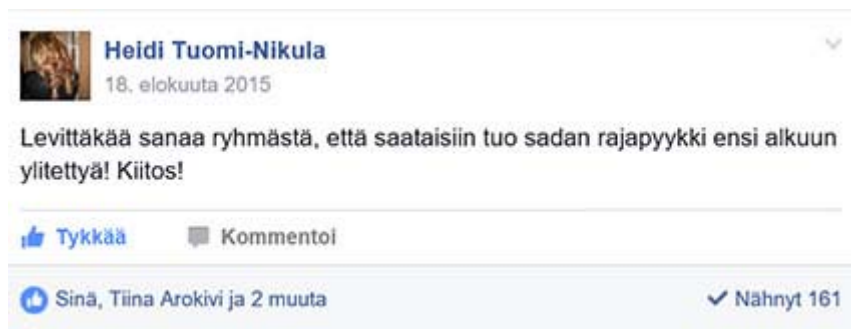 Heidi Tuomi-Nikula
18. elokuuta 2015
Levittäkää sanaa ryhmästä, että saataisiin tuo sadan rajapyykki ensi alkuun
ylitettyä! Kiitos!
Tykkää Kommentoi
Sinä, Tiina Arokivi ja 2 muuta Nähnyt 161